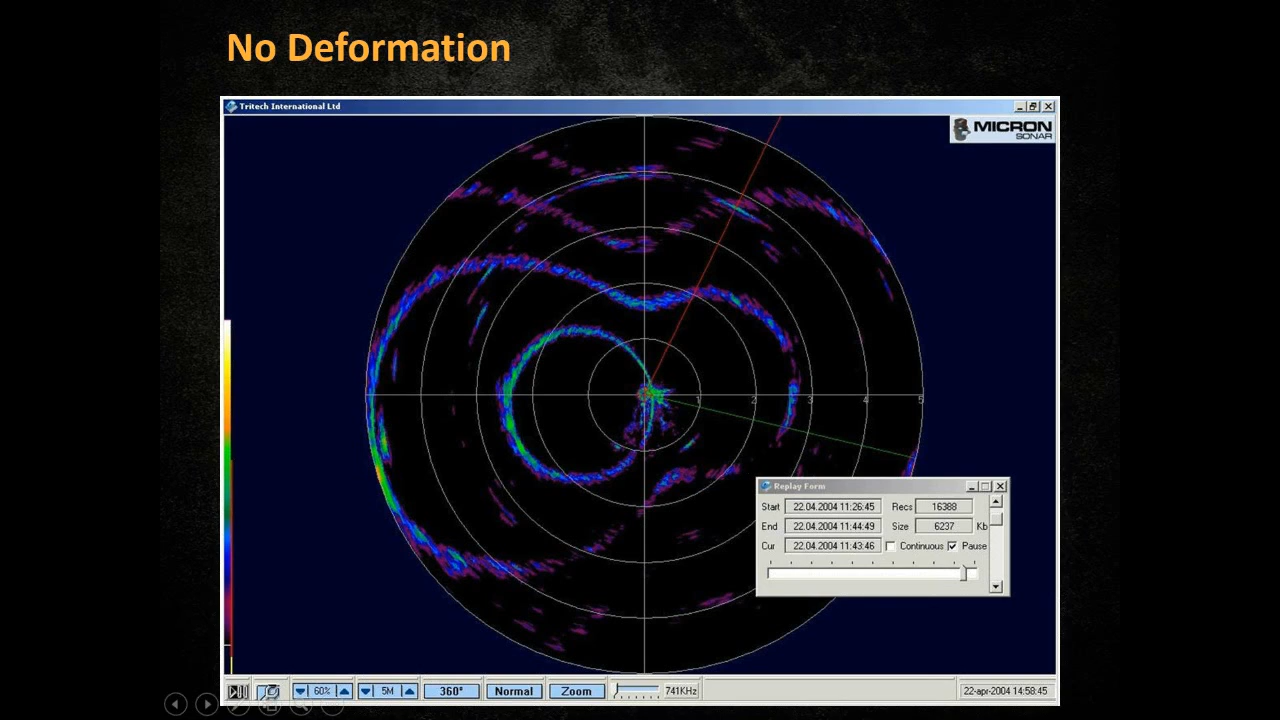 No Deformation
Tritech International Ltd
MICRON
SONAR
1 2 3 4 5
Replay Form
Start 22.04.2004 11:26:45 Recs 16388
End 22.04.2004 11:44:49 Size 6237 Kb
Cur 22.04.2004 11:43:46 Continuous Pause
60% 5M 360° Normal Zoom 741KHz 22-apr-2004 14:58:45